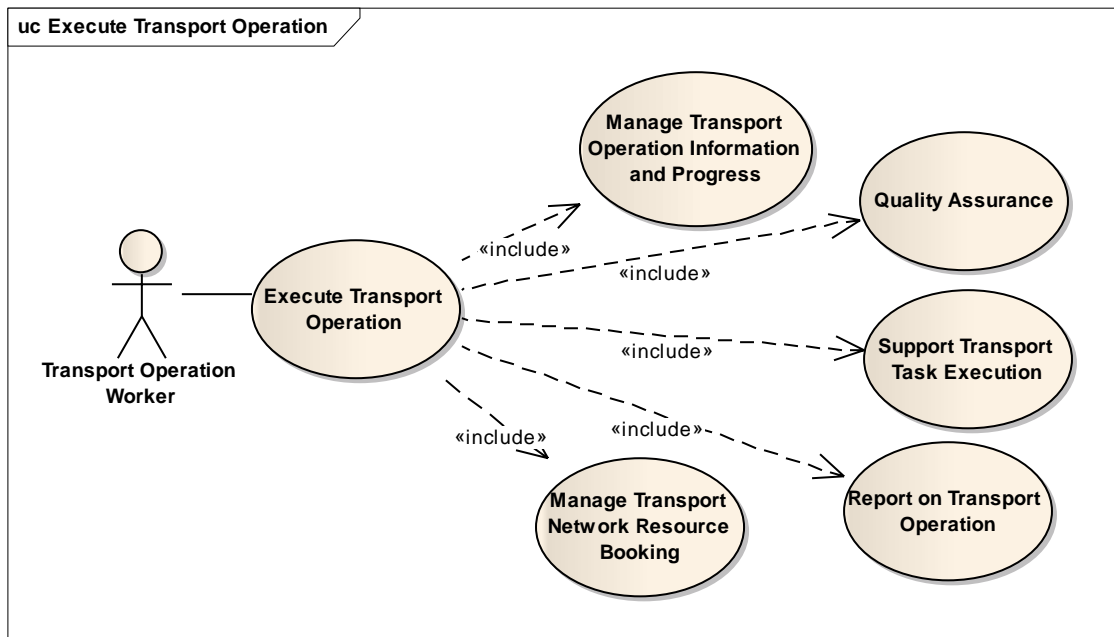 uc Execute Transport Operation
Manage Transport
Operation Information
and Progress
Quality Assurance
«include»
«include»
Execute Transport
Operation
Transport Operation
Worker
«include»
Support Transport
Task Execution
«include»
«include»
Manage Transport
Network Resource
Booking
Report on Transport
Operation